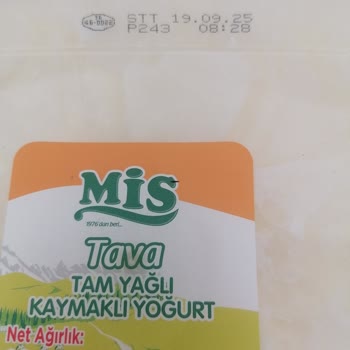 STT 19.09.25
P243 08:28
MİS
1976'dan beri...
Tava
TAM YAĞLI
KAYMAKLI YOĞURT
Net Ağırlık: